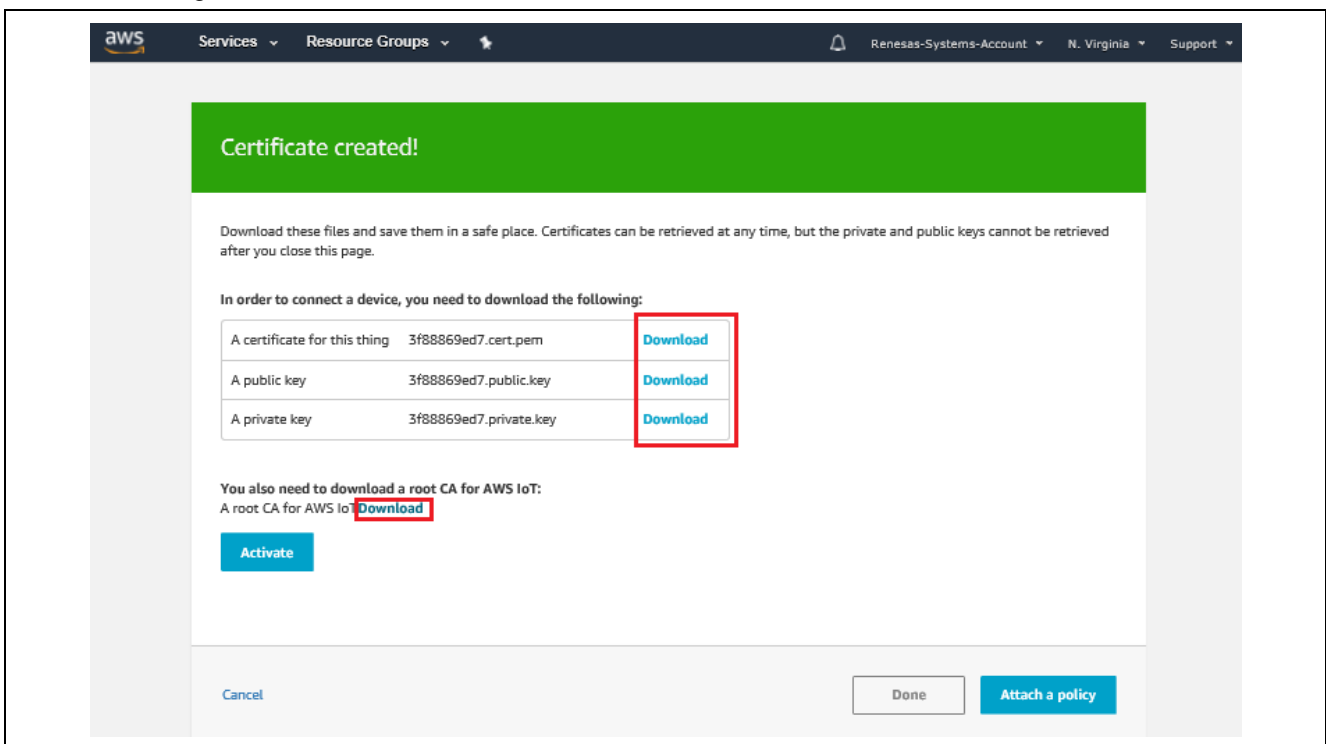 aws Services Resource Groups Renesas-Systems-Account N. Virginia Support
Certificate created!
Download these files and save them in a safe place. Certificates can be retrieved at any time, but the private and public keys cannot be retrieved
after you close this page.
In order to connect a device, you need to download the following:
A certificate for this thing 3f88869ed7.cert.pem Download
A public key 3f88869ed7.public.key Download
A private key 3f88869ed7.private.key Download
You also need to download a root CA for AWS IoT:
A root CA for AWS IoT Download
Activate
Cancel Done Attach a policy